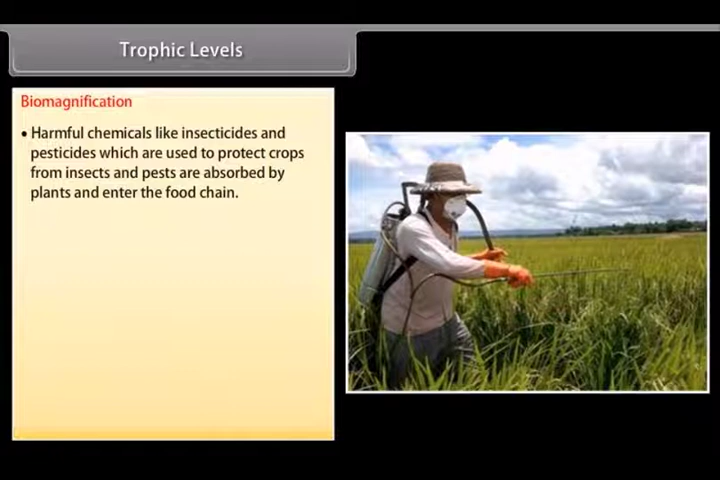 Trophic Levels
Biomagnification
• Harmful chemicals like insecticides and
pesticides which are used to protect crops
from insects and pests are absorbed by
plants and enter the food chain.